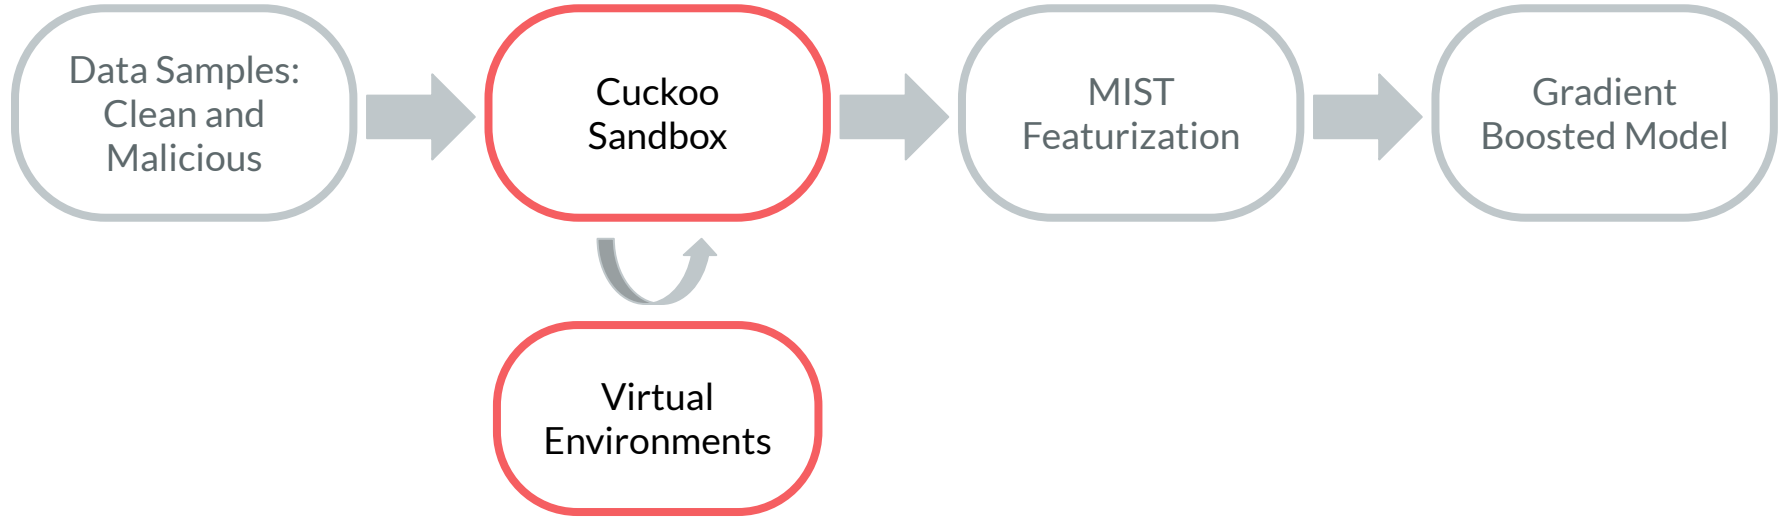 Data Samples:
Clean and
Malicious
Cuckoo
Sandbox
MIST
Featurization
Gradient
Boosted Model
Virtual
Environments